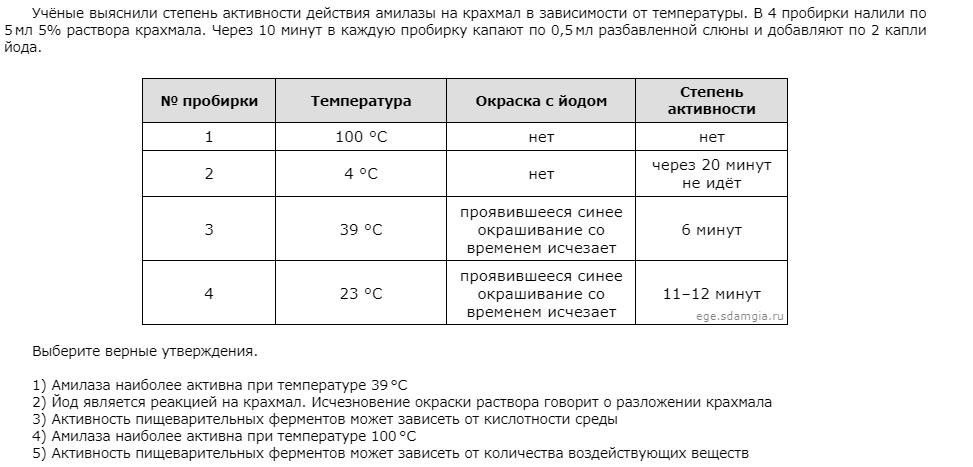 Учёные выяснили степень активности действия амилазы на крахмал в зависимости от температуры. В 4 пробирки налили по
5 мл 5% раствора крахмала. Через 10 минут в каждую пробирку капают по 0,5 мл разбавленной слюны и добавляют по 2 капли
йода.
№ пробирки Температура Окраска с йодом Степень активности
1 100 °C нет нет
2 4 °C нет через 20 минут не идёт
3 39 °C проявившееся синее окрашивание со временем исчезает 6 минут
4 23 °C проявившееся синее окрашивание со временем исчезает 11–12 минут
ege.sdamgia.ru
Выберите верные утверждения.
1) Амилаза наиболее активна при температуре 39 °C
2) Йод является реакцией на крахмал. Исчезновение окраски раствора говорит о разложении крахмала
3) Активность пищеварительных ферментов может зависеть от кислотности среды
4) Амилаза наиболее активна при температуре 100 °C
5) Активность пищеварительных ферментов может зависеть от количества воздействующих веществ